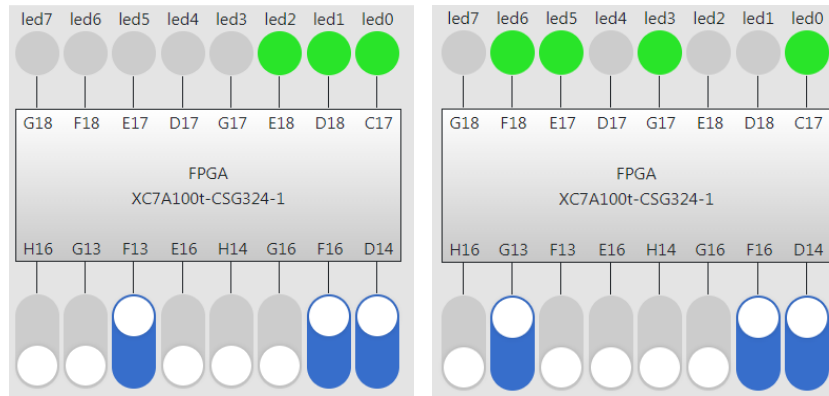 led7 led6 led5 led4 led3 led2 led1 led0
G18 F18 E17 D17 G17 E18 D18 C17
FPGA
XC7A100t-CSG324-1
H16 G13 F13 E16 H14 G16 F16 D14
led7 led6 led5 led4 led3 led2 led1 led0
G18 F18 E17 D17 G17 E18 D18 C17
FPGA
XC7A100t-CSG324-1
H16 G13 F13 E16 H14 G16 F16 D14